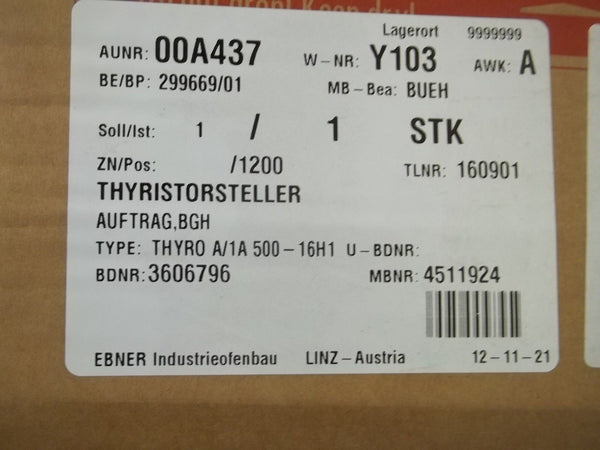 Lagerort 9999999
AUNR: 00A437 W-NR: Y103 AWK: A
BE/BP: 299669/01 MB-Bea: BUEH
Soll/Ist: 1 / 1 STK
ZN/Pos: /1200 TLNR: 160901
THYRISTORSTELLER
AUFTRAG,BGH
TYPE: THYRO A/1A 500-16H1 U-BDNR:
BDNR: 3606796 MBNR: 4511924
EBNER Industrieofenbau LINZ-Austria 12-11-21